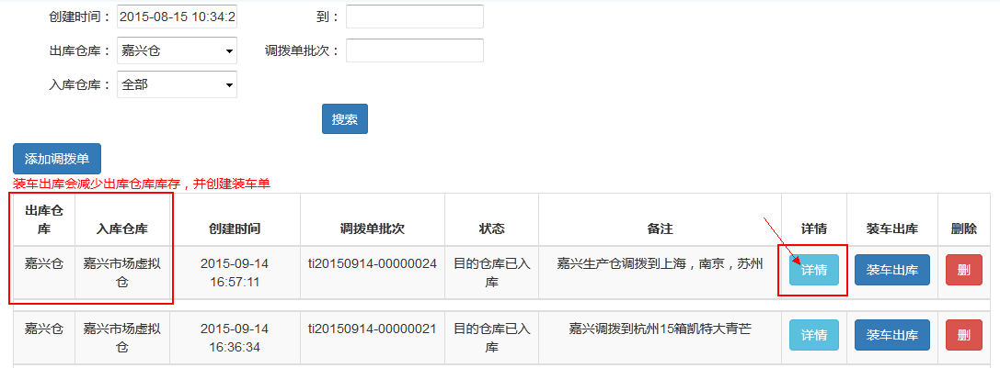 创建时间： 2015-08-15 10:34:2 到：
出库仓库： 嘉兴仓 调拨单批次：
入库仓库： 全部
搜索
添加调拨单
装车出库会减少出库仓库库存，并创建装车单
出库仓
库 入库仓库 创建时间 调拨单批次 状态 备注 详情 装车出库 删除
嘉兴仓 嘉兴市场虚拟 2015-09-14 ti20150914-00000024 目的仓库已入 嘉兴生产仓调拨到上海，南京，苏州 详情 装车出库 删
仓 16:57:11 库
嘉兴仓 嘉兴市场虚拟 2015-09-14 ti20150914-00000021 目的仓库已入 嘉兴调拨到杭州15箱凯特大青芒 详情 装车出库 删
仓 16:36:34 库